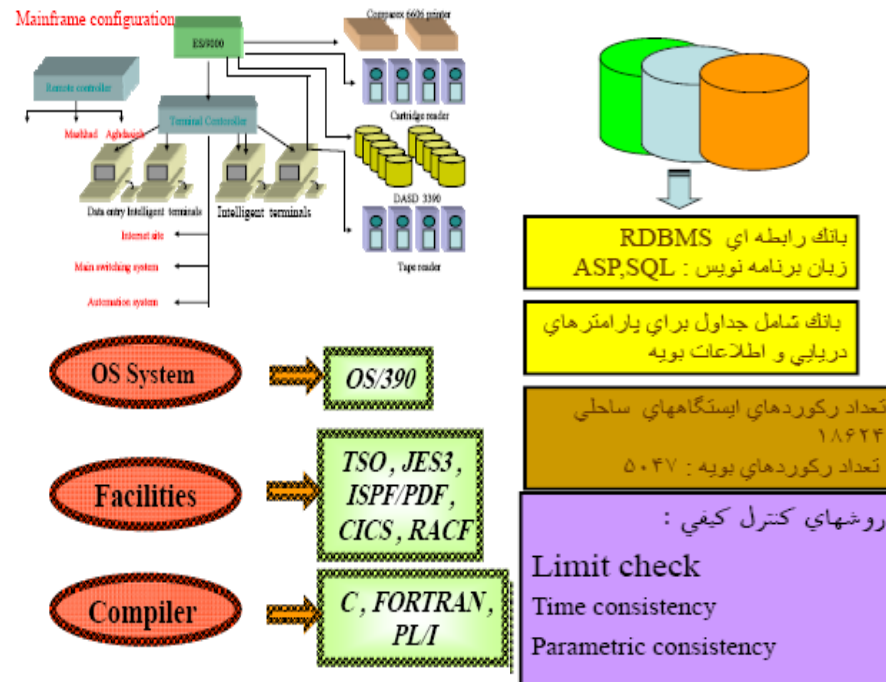 Mainframe configuration
ES/9000
Comparex 6606 printer
Remote controller
Terminal Controller
Cartridge reader
Mashhad Aghdasieh
Data entry Intelligent terminals
Intelligent terminals
DASD 3390
Internet site
Main switching system
Tape reader
Automation system
OS System
OS/390
Facilities
TSO , JES3 ,
ISPF/PDF ,
CICS , RACF
Compiler
C , FORTRAN ,
PL/I
بانك رابطه اي RDBMS
زبان برنامه نويس : ASP,SQL
بانك شامل جداول براي پارامترهاي
دريايي و اطلاعات بويه
تعداد ركوردهاي ايستگاههاي ساحلي
۱۸۶۲۴
تعداد ركوردهاي بويه : ۵۰۴۷
روشهاي كنترل كيفي :
Limit check
Time consistency
Parametric consistency